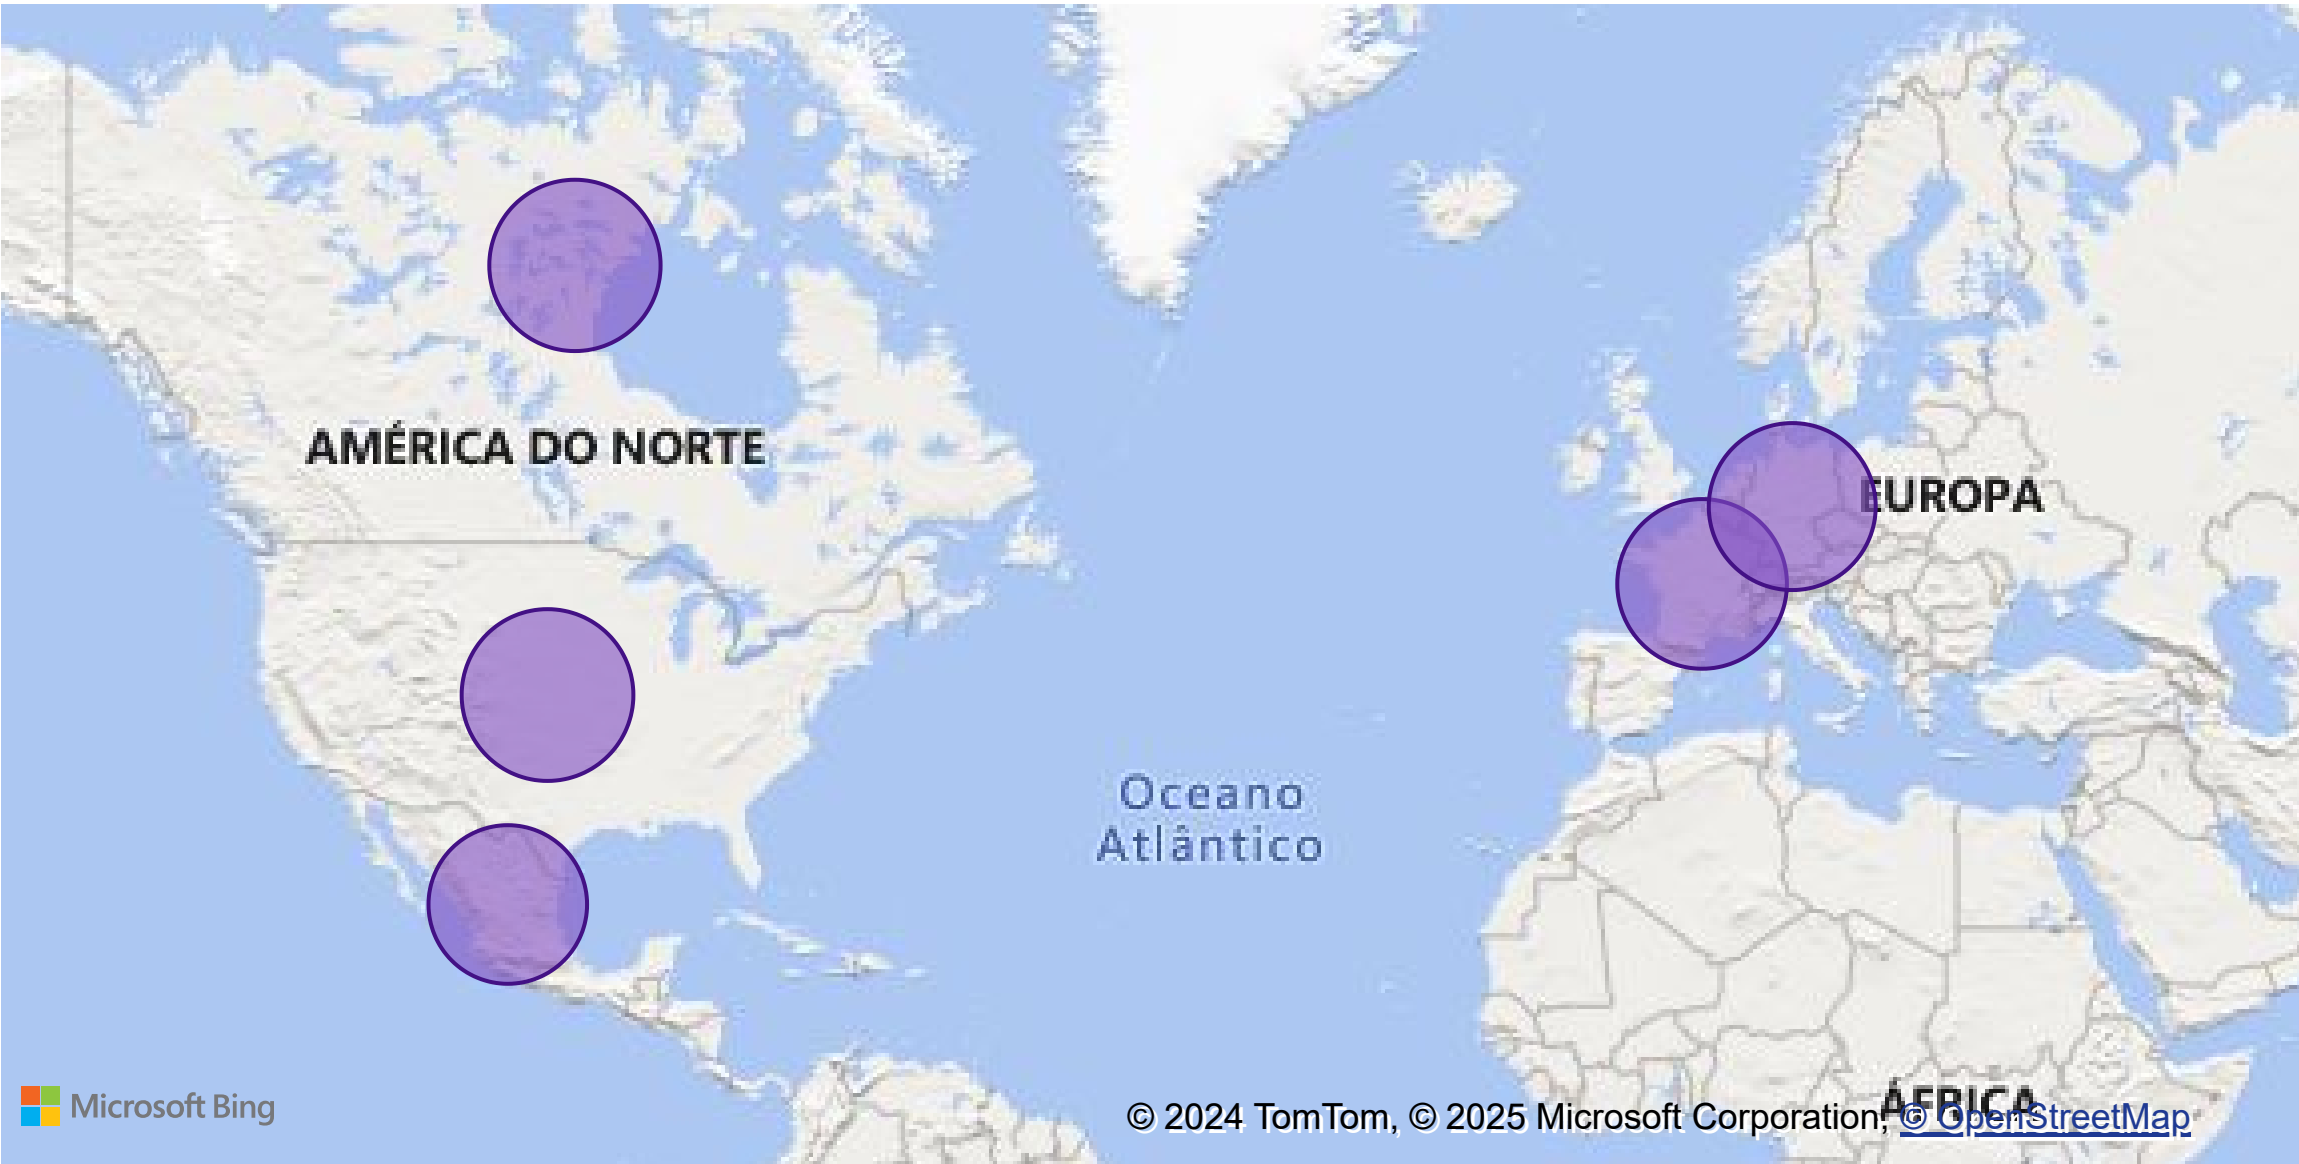 AMÉRICA DO NORTE
EUROPA
Oceano
Atlântico
ÁFRICA
Microsoft Bing
© 2024 TomTom, © 2025 Microsoft Corporation, © OpenStreetMap